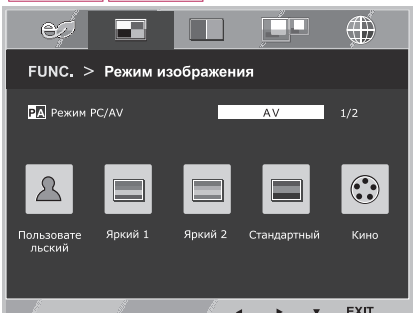 FUNC. > Режим изображения
PA Режим PC/AV AV 1/2
Пользовате
льский
Яркий 1 Яркий 2 Стандартный Кино
EXIT